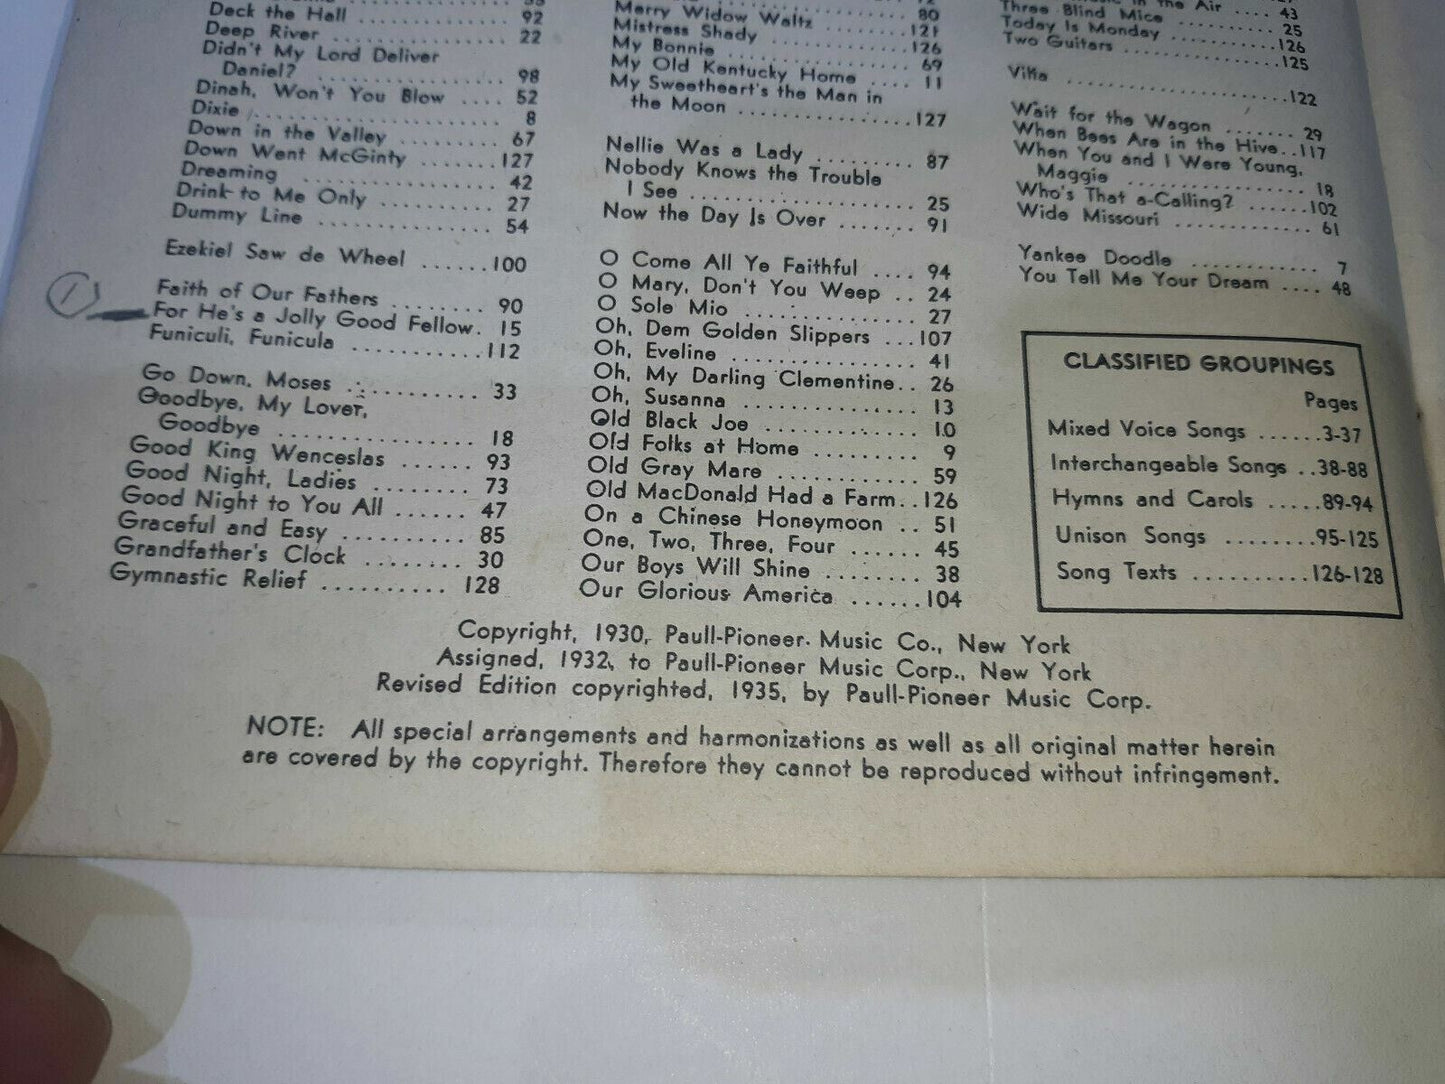 Deck the Hall ................ 92
Deep River ................ 22
Didn't My Lord Deliver
Daniel? ................ 98
Dinah, Won't You Blow .... 52
Dixie ........................ 8
Down in the Valley ......... 67
Down Went McGinty .......127
Dreaming ................ 42
Drink to Me Only .......... 27
Dummy Line .............. 54
Ezekiel Saw de Wheel ......100
1
Faith of Our Fathers ....... 90
For He's a Jolly Good Fellow. 15
Funiculi, Funicula ...........112
Go Down, Moses ........... 33
Goodbye, My Lover,
Goodbye ................ 18
Good King Wenceslas ...... 93
Good Night, Ladies ........ 73
Good Night to You All ...... 47
Graceful and Easy .......... 85
Grandfather's Clock ........ 30
Gymnastic Relief .......... 128
Merry Widow Waltz ........ 80
Mistress Shady ..........121
My Bonnie ................126
My Old Kentucky Home .... 69
My Sweetheart's the Man in 11
the Moon ................127
Nellie Was a Lady ......... 87
Nobody Knows the Trouble
I See .................... 25
Now the Day Is Over ....... 91
O Come All Ye Faithful .... 94
O Mary, Don't You Weep .. 24
O Sole Mio ................ 27
Oh, Dem Golden Slippers ...107
Oh, Eveline ................ 41
Oh, My Darling Clementine.. 26
Oh, Susanna .............. 13
Old Black Joe ............. 10
Old Folks at Home ......... 9
Old Gray Mare ............ 59
Old MacDonald Had a Farm..126
On a Chinese Honeymoon .. 51
One, Two, Three, Four ...... 45
Our Boys Will Shine ........ 38
Our Glorious America ......104
in the Air .... 43
Three Blind Mice ......... 25
Today Is Monday ...........126
Two Guitars ................125
Vilia ......................122
Wait for the Wagon ....... 29
When Bees Are in the Hive..117
When You and I Were Young,
Maggie .................. 18
Who's That a-Calling? ......102
Wide Missouri ............. 61
Yankee Doodle ............ 7
You Tell Me Your Dream .... 48
CLASSIFIED GROUPINGS
Pages
Mixed Voice Songs ......3-37
Interchangeable Songs ..38-88
Hymns and Carols .....89-94
Unison Songs ........95-125
Song Texts ..........126-128
Copyright, 1930, Paull-Pioneer Music Co., New York
Assigned, 1932, to Paull-Pioneer Music Corp., New York
Revised Edition copyrighted, 1935, by Paull-Pioneer Music Corp.
NOTE: All special arrangements and harmonizations as well as all original matter herein
are covered by the copyright. Therefore they cannot be reproduced without infringement.